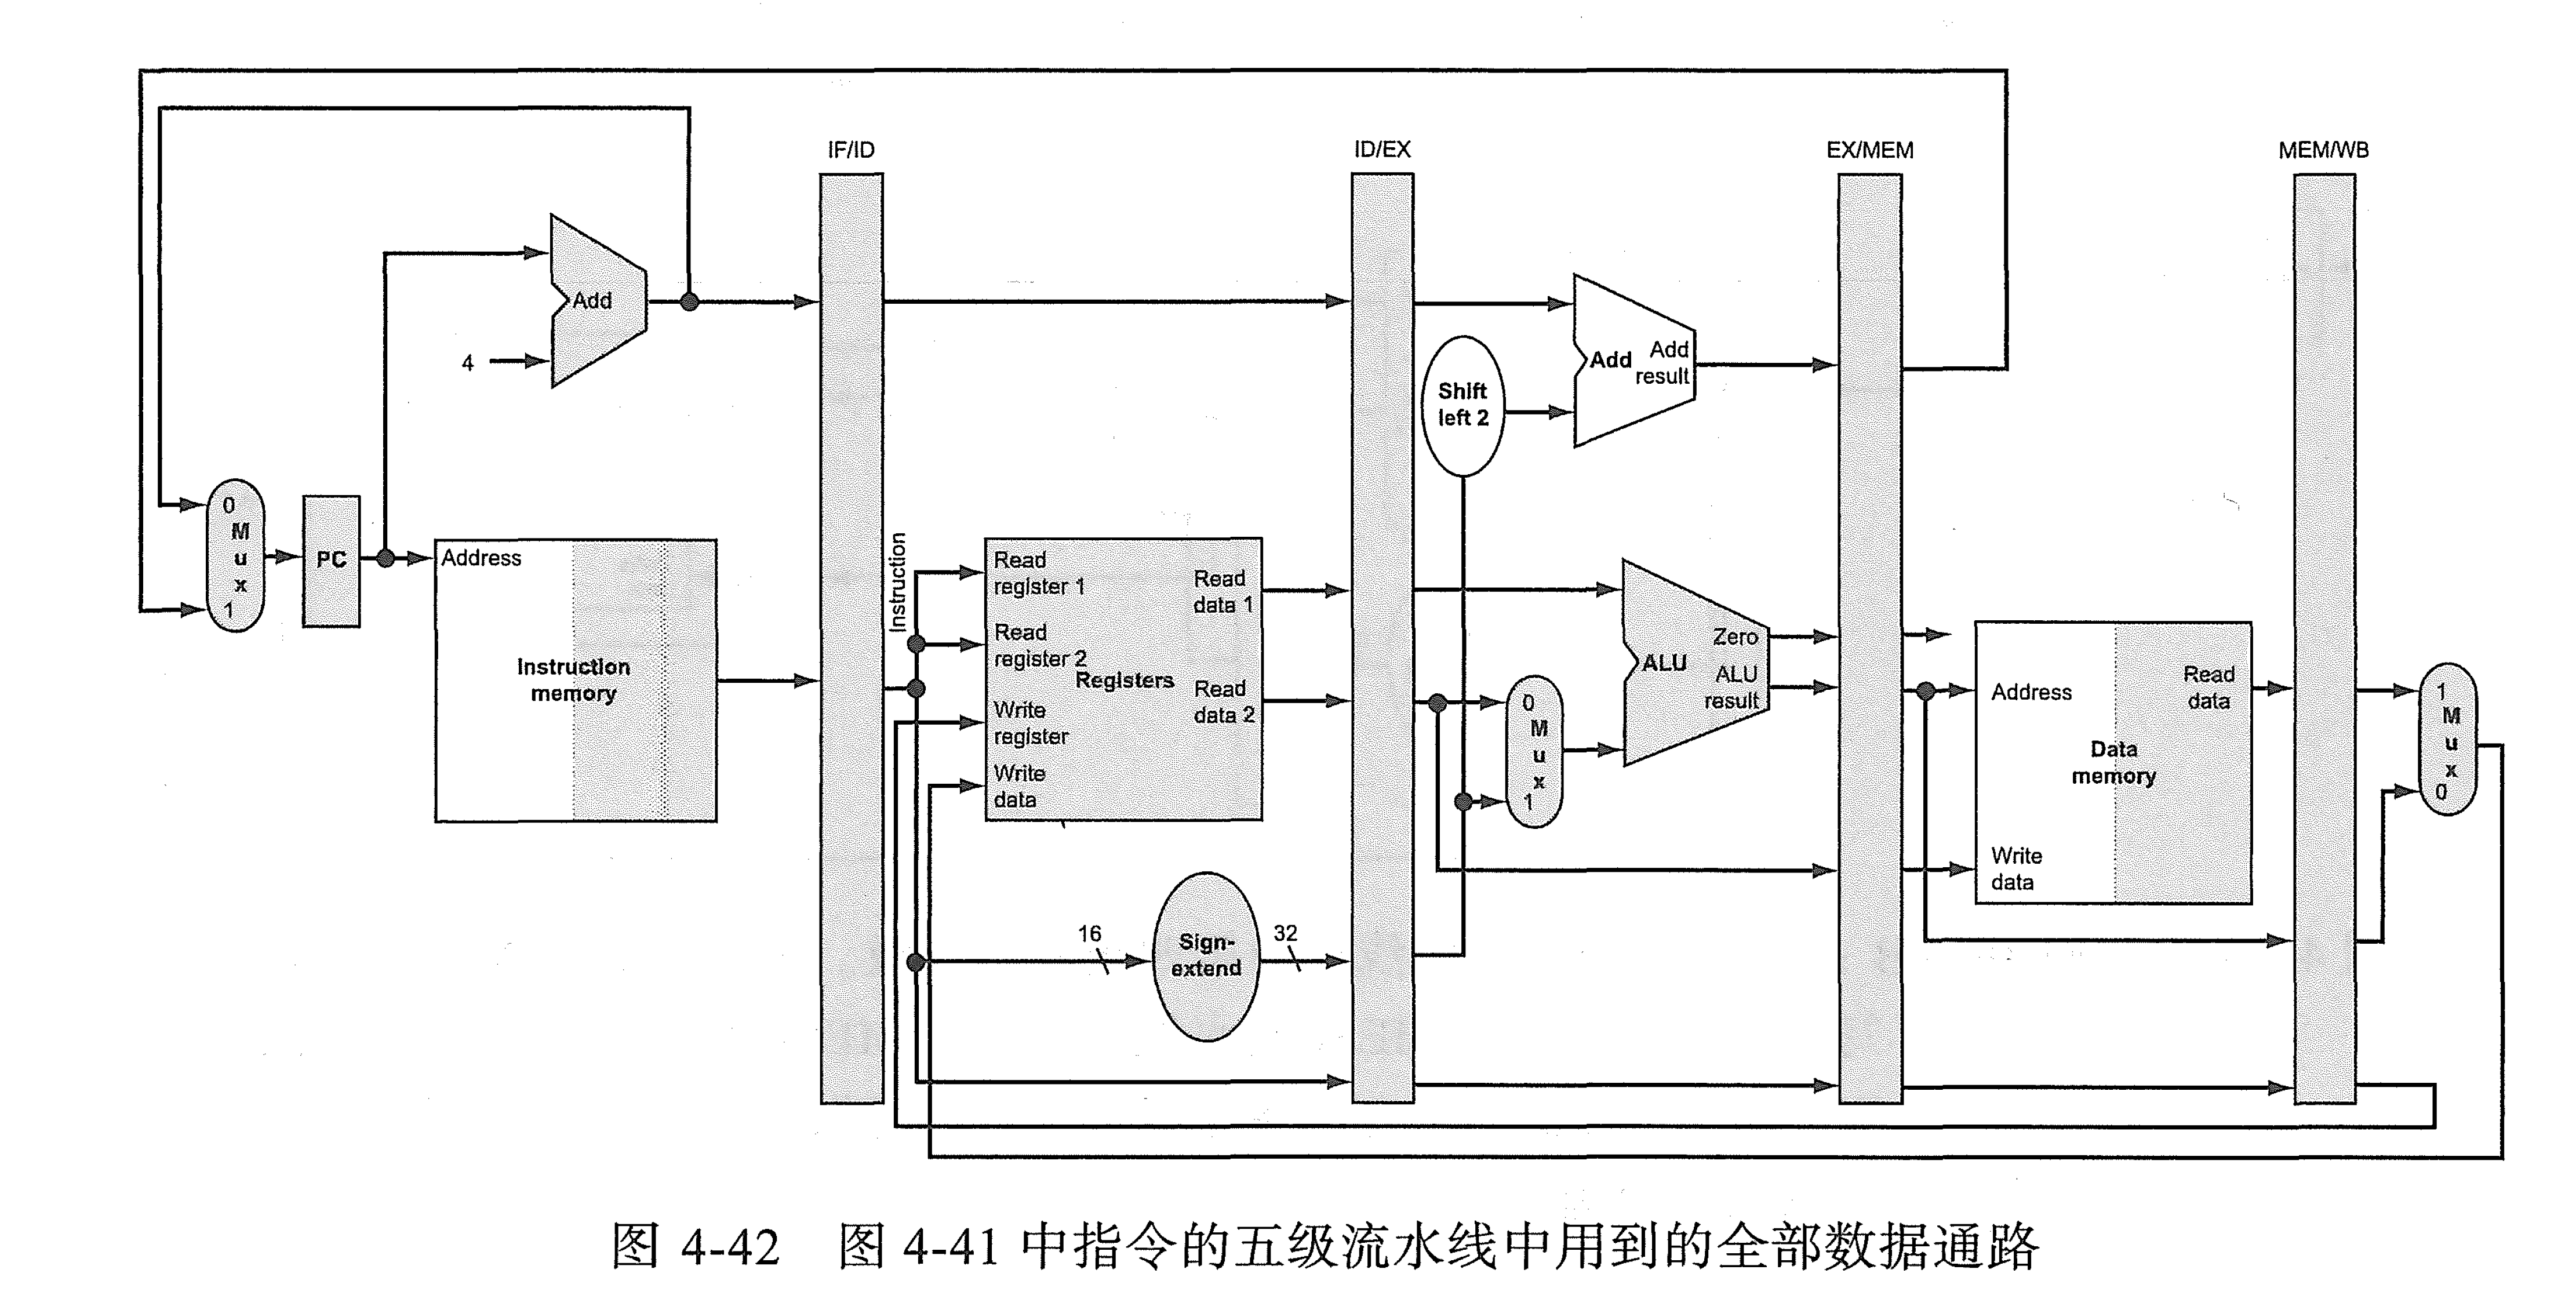 IF/ID
ID/EX
EX/MEM
MEM/WB
Add
4
Add
Add
result
Shift
left 2
0
M
u
x
1
PC
Address
Instruction
memory
Instruction
Read
register 1
Read
register 2
Write
register
Write
data
Registers
Read
data 1
Read
data 2
16
Sign-
extend
32
0
M
u
x
1
ALU
Zero
ALU
result
Address
Read
data
Data
memory
Write
data
1
M
u
x
0
图 4-42 图 4-41 中指令的五级流水线中用到的全部数据通路